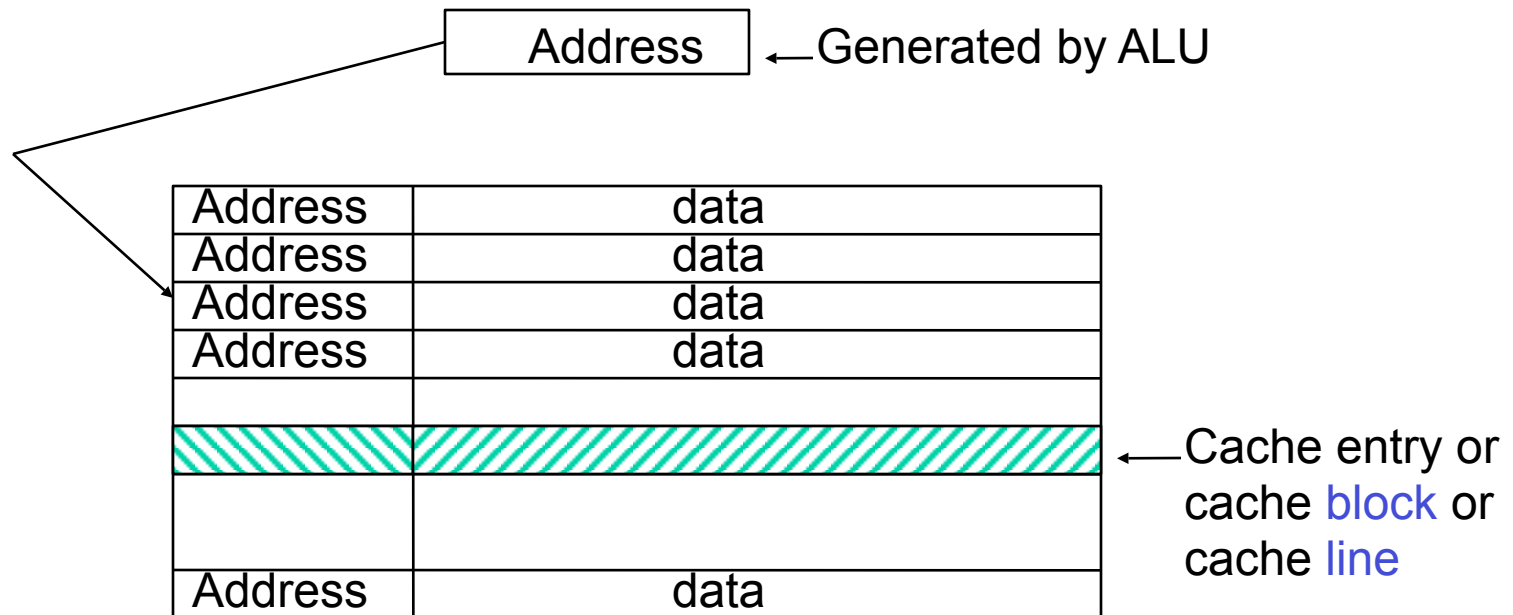 Address Generated by ALU
Address data
Address data
Address data
Address data
Cache entry or
cache block or
cache line
Address data